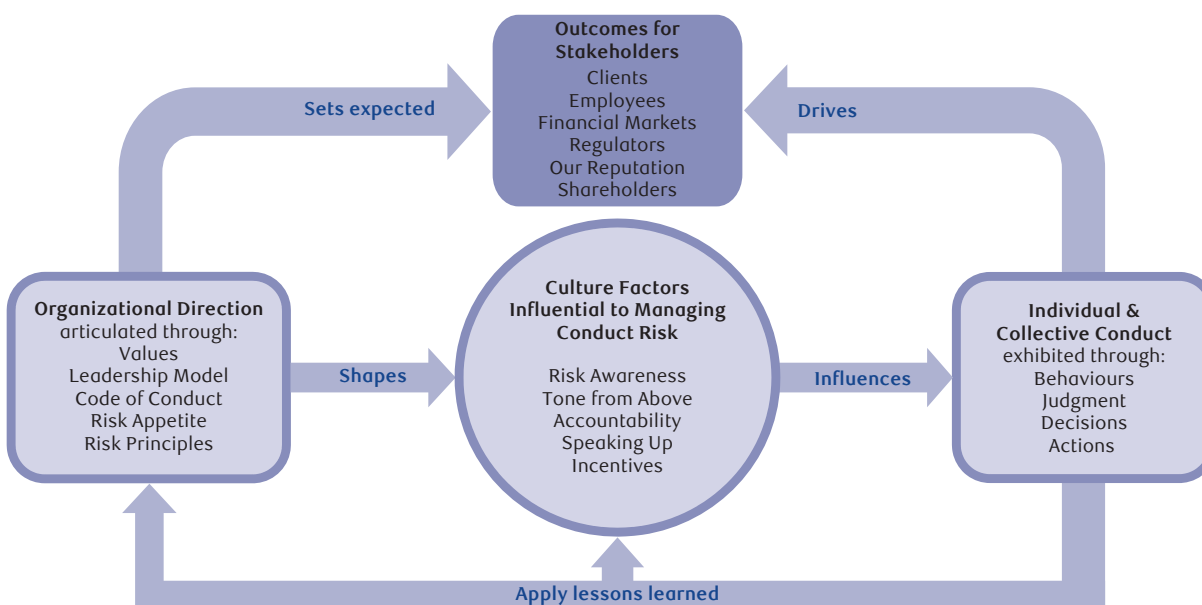 Outcomes for
Stakeholders
Clients
Employees
Financial Markets
Regulators
Our Reputation
Shareholders
Sets expected
Drives
Organizational Direction
articulated through:
Values
Leadership Model
Code of Conduct
Risk Appetite
Risk Principles
Shapes
Culture Factors
Influential to Managing
Conduct Risk
Risk Awareness
Tone from Above
Accountability
Speaking Up
Incentives
Influences
Individual &
Collective Conduct
exhibited through:
Behaviours
Judgment
Decisions
Actions
Apply lessons learned